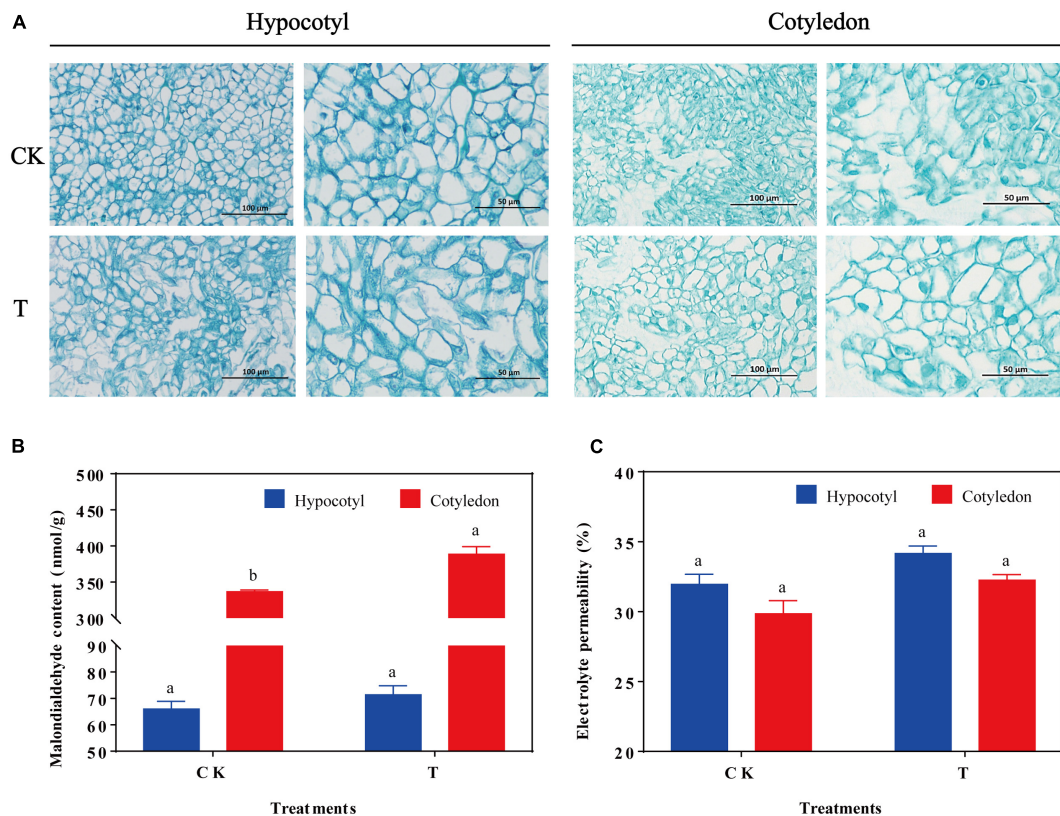 A
Hypocotyl
Cotyledon
CK
100 µm
50 µm
100 µm
50 µm
T
100 µm
50 µm
100 µm
50 µm
B
Malondialdehyde content (nmol/g)
500
450
400
350
300
90
80
70
60
50
Hypocotyl
Cotyledon
a
b
a
a
CK
T
Treatments
C
Electrolyte permeability (%)
40
35
30
25
20
Hypocotyl
Cotyledon
a
a
a
a
CK
T
Treatments